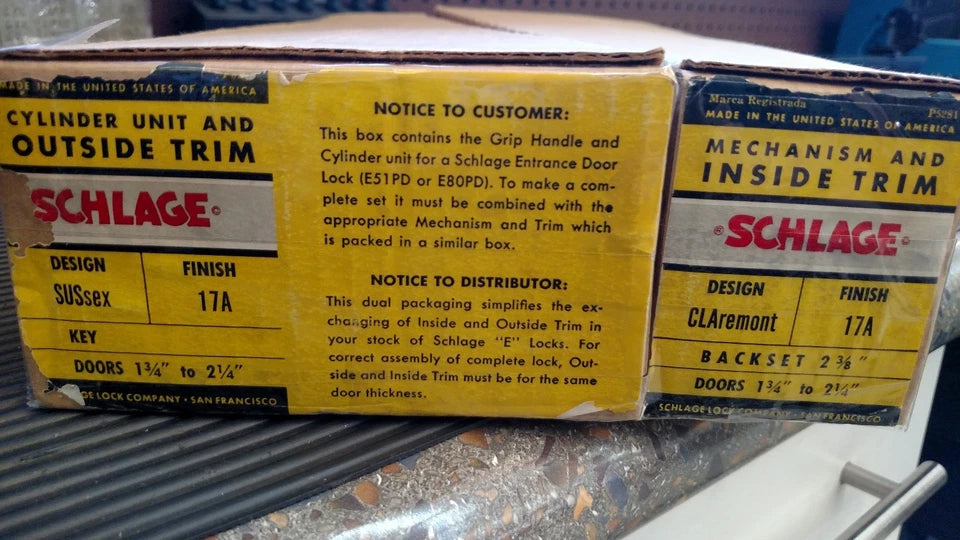 MADE IN THE UNITED STATES OF AMERICA
CYLINDER UNIT AND
OUTSIDE TRIM
SCHLAGE
DESIGN
SUSsex
FINISH
17A
KEY
DOORS 1¾" to 2¼"
LOCK COMPANY · SAN FRANCISCO
NOTICE TO CUSTOMER:
This box contains the Grip Handle and
Cylinder unit for a Schlage Entrance Door
Lock (E51PD or E80PD). To make a com-
plete set it must be combined with the
appropriate Mechanism and Trim which
is packed in a similar box.
NOTICE TO DISTRIBUTOR:
This dual packaging simplifies the ex-
changing of Inside and Outside Trim in
your stock of Schlage "E" Locks. For
correct assembly of complete lock, Out-
side and Inside Trim must be for the same
door thickness.
Marca Registrada
P5281
MADE IN THE UNITED STATES OF AMERICA
MECHANISM AND
INSIDE TRIM
® SCHLAGE
DESIGN
CLAremont
FINISH
17A
BACKSET 2⅜"
DOORS 1¾" to 2¼"
SCHLAGE LOCK COMPANY · SAN FRANCISCO